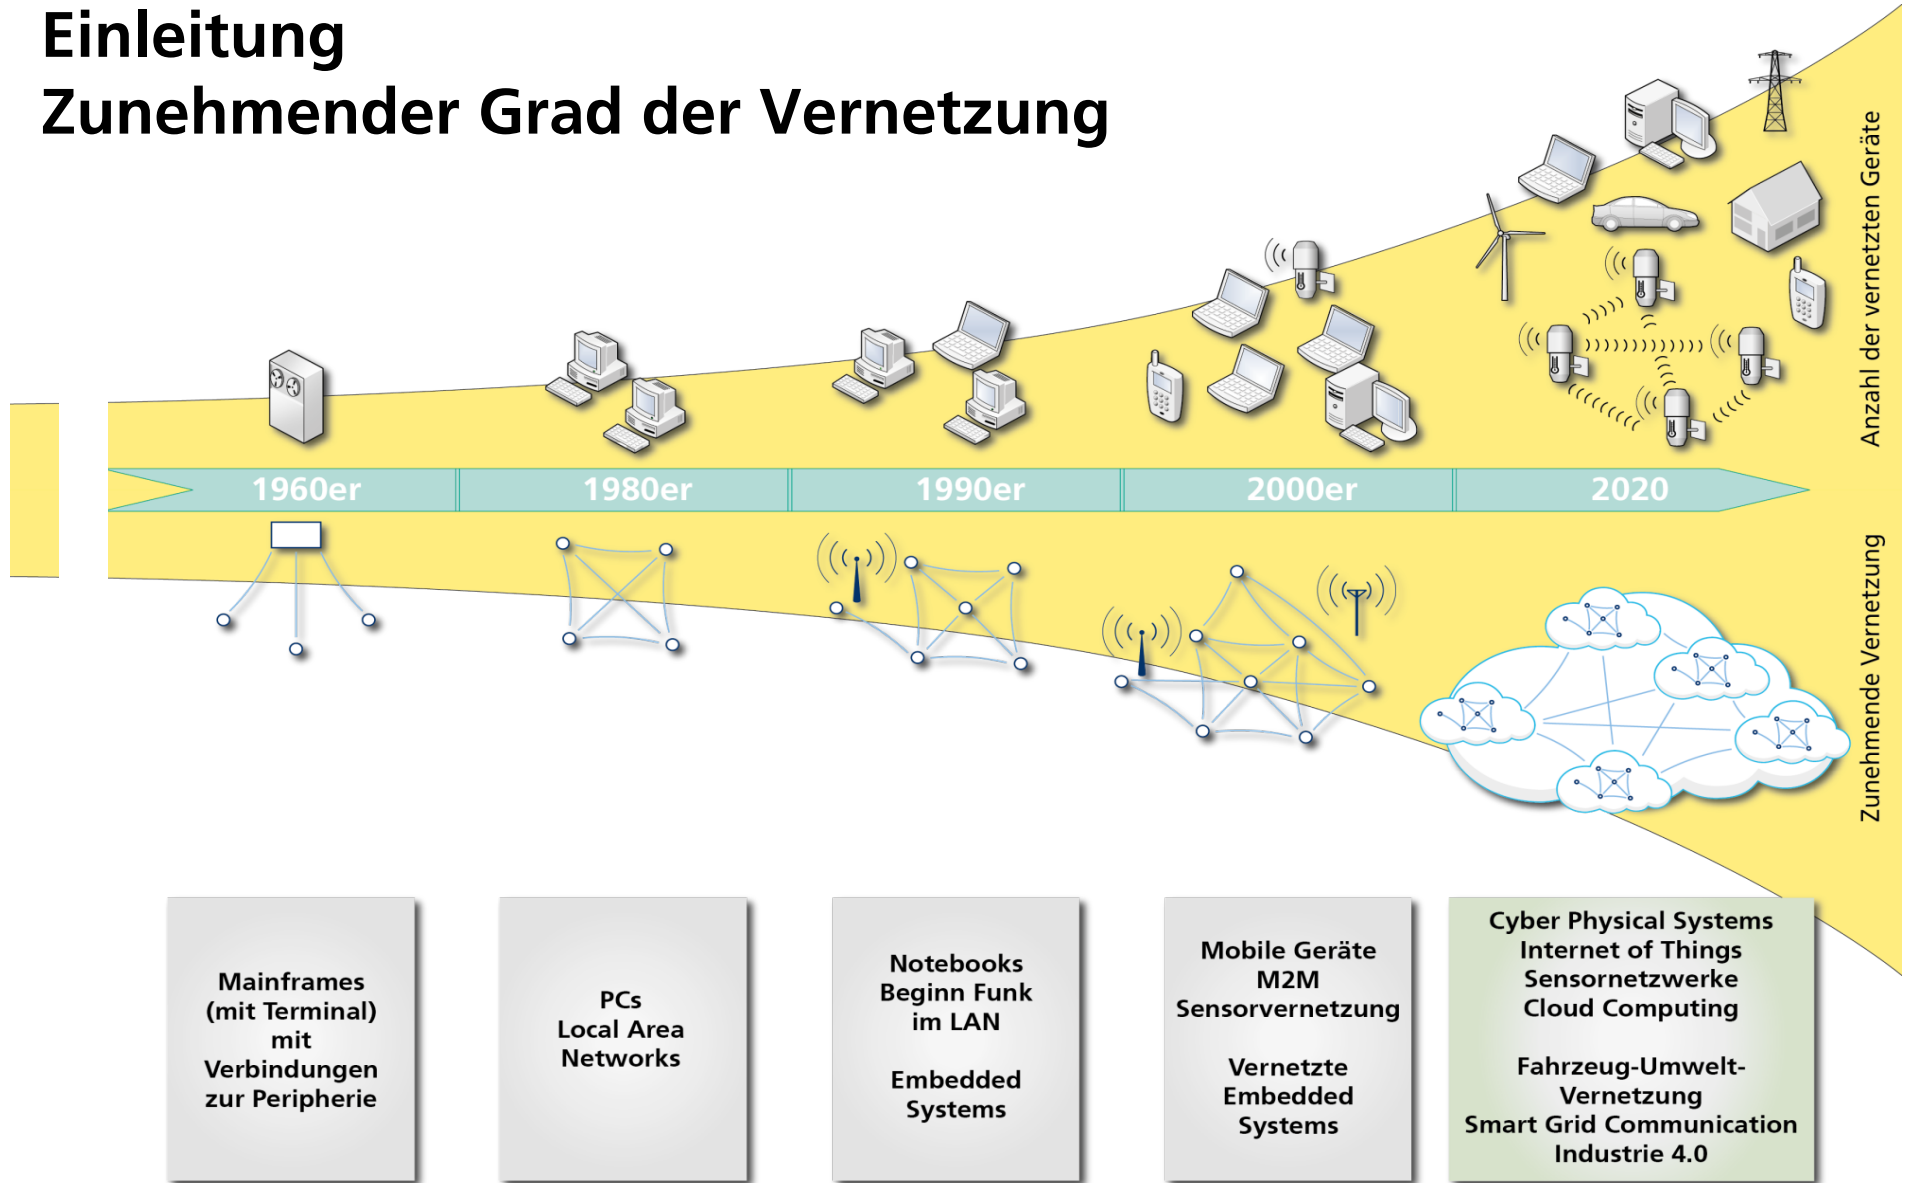 Einleitung
Zunehmender Grad der Vernetzung
Anzahl der vernetzten Geräte
1960er
1980er
1990er
2000er
2020
Zunehmende Vernetzung
Mainframes
(mit Terminal)
mit
Verbindungen
zur Peripherie
PCs
Local Area
Networks
Notebooks
Beginn Funk
im LAN
Embedded
Systems
Mobile Geräte
M2M
Sensorvernetzung
Vernetzte
Embedded
Systems
Cyber Physical Systems
Internet of Things
Sensornetzwerke
Cloud Computing
Fahrzeug-Umwelt-
Vernetzung
Smart Grid Communication
Industrie 4.0